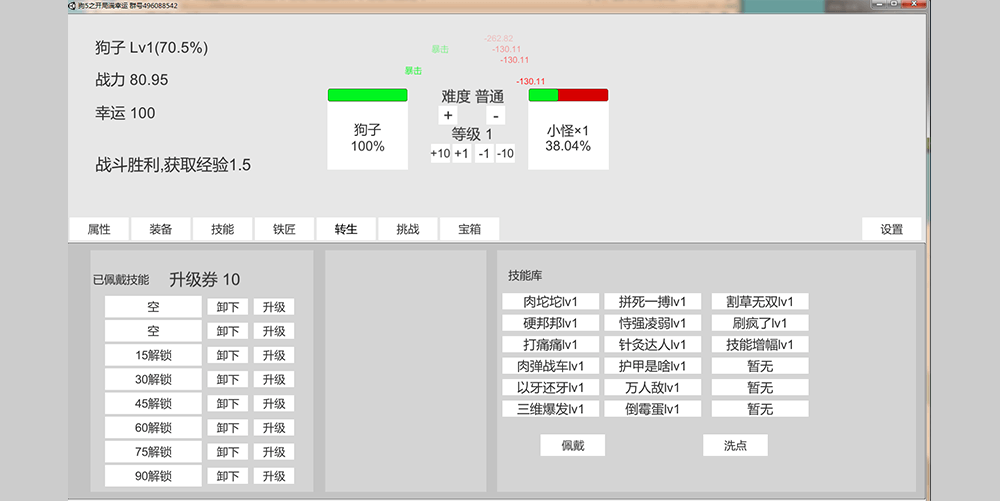 狗5之开局满幸运 群号496088542
狗子 Lv1(70.5%)
战力 80.95
幸运 100
战斗胜利,获取经验1.5
-262.82
暴击
-130.11
-130.11
暴击
-130.11
难度 普通
+ -
等级 1
+10 +1 -1 -10
狗子
100%
小怪×1
38.04%
属性 装备 技能 铁匠 转生 挑战 宝箱 设置
已佩戴技能 升级券 10
空 卸下 升级
空 卸下 升级
15解锁 卸下 升级
30解锁 卸下 升级
45解锁 卸下 升级
60解锁 卸下 升级
75解锁 卸下 升级
90解锁 卸下 升级
技能库
肉坨坨lv1 拼死一搏lv1 割草无双lv1
硬邦邦lv1 恃强凌弱lv1 刷疯了lv1
打痛痛lv1 针灸达人lv1 技能增幅lv1
肉弹战车lv1 护甲是啥lv1 暂无
以牙还牙lv1 万人敌lv1 暂无
三维爆发lv1 倒霉蛋lv1 暂无
佩戴 洗点